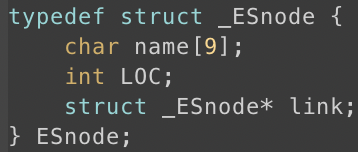 typedef struct _ESnode {
    char name[9];
    int LOC;
    struct _ESnode* link;
} ESnode;